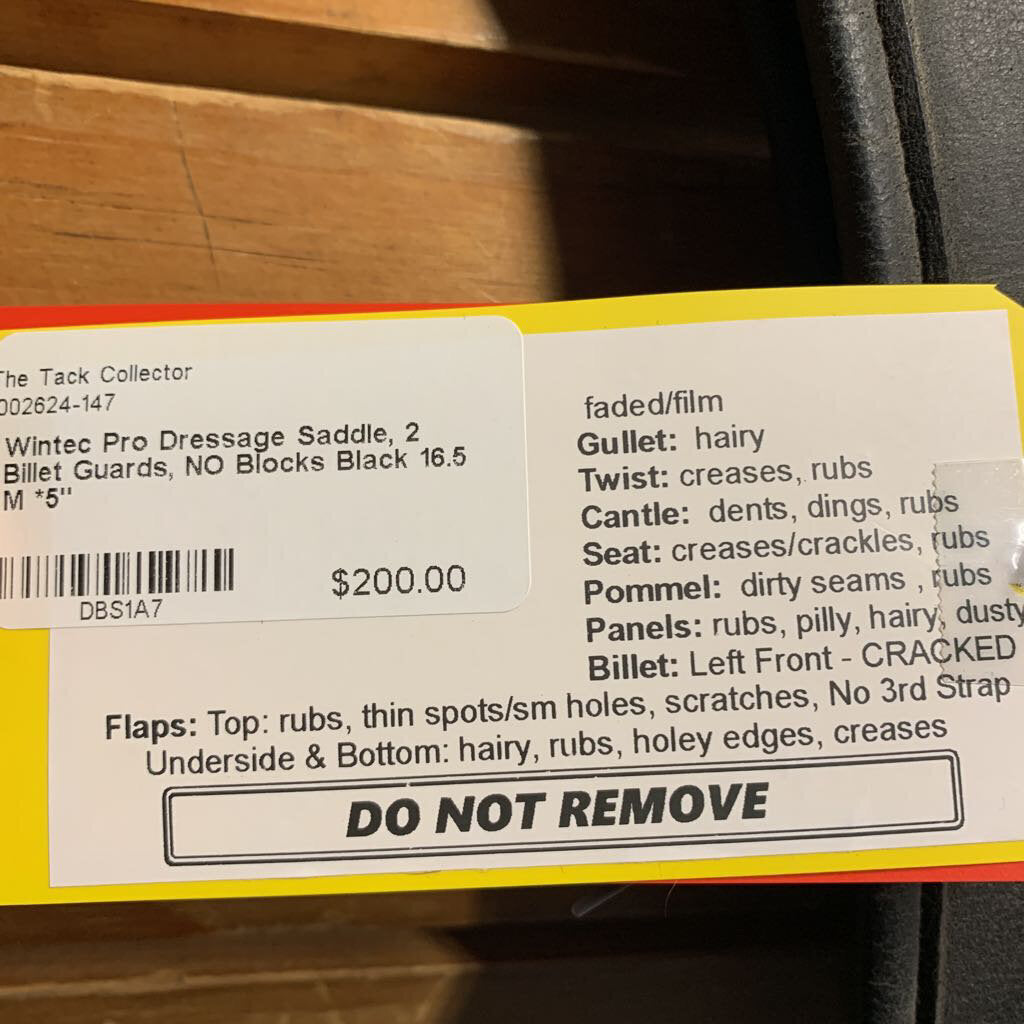 The Tack Collector
002624-147
Wintec Pro Dressage Saddle, 2
Billet Guards, NO Blocks Black 16.5
M *5"
DBS1A7
$200.00
faded/film
Gullet: hairy
Twist: creases, rubs
Cantle: dents, dings, rubs
Seat: creases/crackles, rubs
Pommel: dirty seams , rubs
Panels: rubs, pilly, hairy, dusty
Billet: Left Front - CRACKED
Flaps: Top: rubs, thin spots/sm holes, scratches, No 3rd Strap
Underside & Bottom: hairy, rubs, holey edges, creases
DO NOT REMOVE